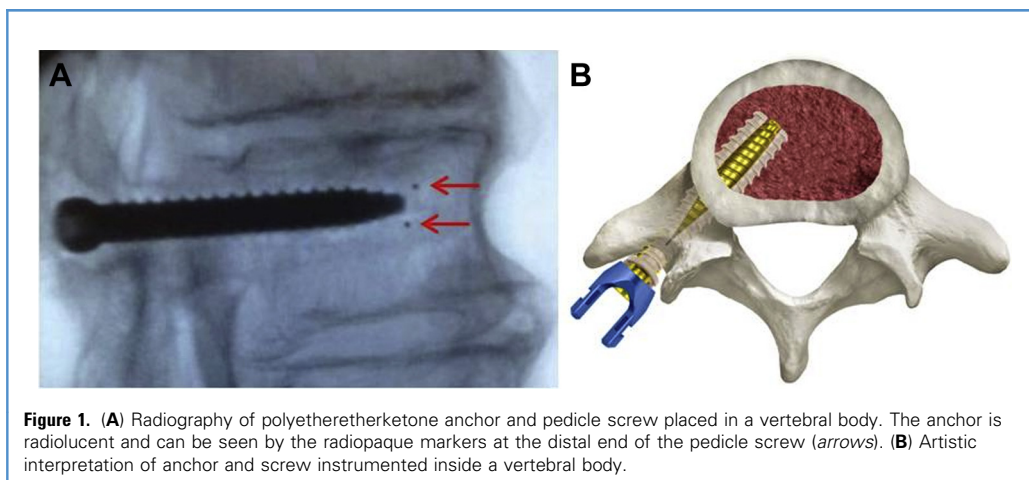 A
B
Figure 1. (A) Radiography of polyetheretherketone anchor and pedicle screw placed in a vertebral body. The anchor is
radiolucent and can be seen by the radiopaque markers at the distal end of the pedicle screw (arrows). (B) Artistic
interpretation of anchor and screw instrumented inside a vertebral body.